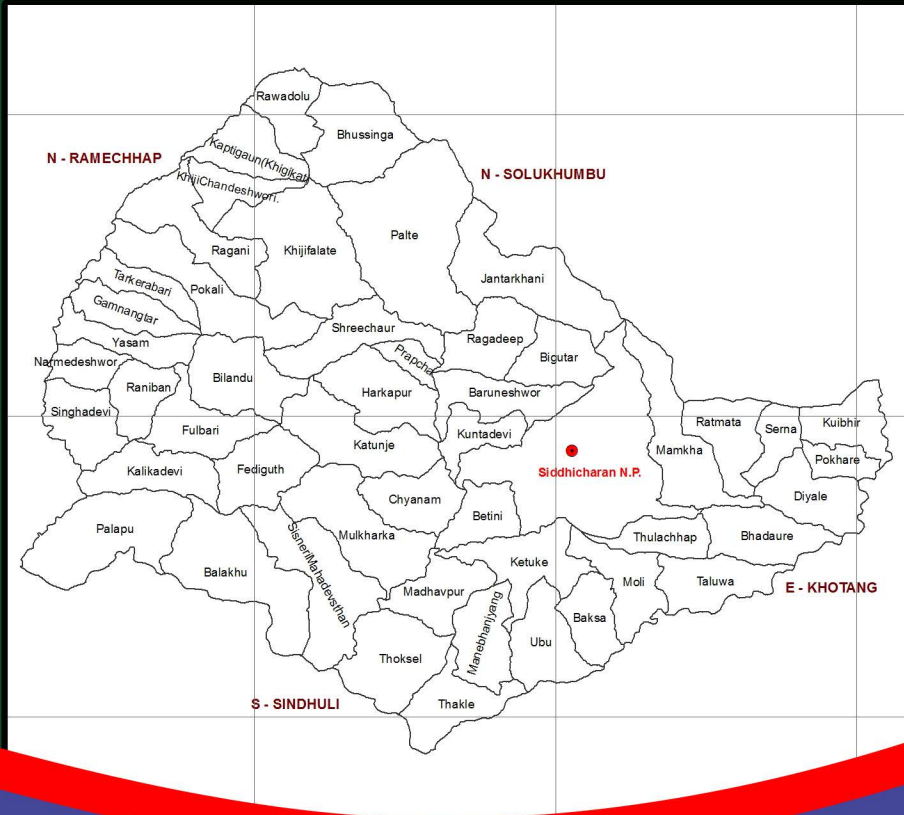 Rawadolu
Bhussinga
Kaptigaun(Khigikati
N - RAMECHHAP
N - SOLUKHUMBU
KhijiChandeshwori.
Palte
Ragani
Khijifalate
Jantarkhani
Tarkerabari
Pokali
Gamnangtar
Shreechaur
Ragadeep
Yasam
Prapcha
Bigutar
Narmedeshwor
Raniban
Bilandu
Harkapur
Baruneshwor
Singhadevi
Ratmata
Kuibhir
Serna
Fulbari
Kuntadevi
Katunje
Mamkha
Pokhare
Kalikadevi
Fediguth
Siddhicharan N.P.
Chyanam
Diyale
Betini
Palapu
Mulkharka
Thulachhap
Bhadaure
SisneriMahadevsthan
Ketuke
Balakhu
Moli
Taluwa
E - KHOTANG
Madhavpur
Baksa
Manebhanjyang
Ubu
Thoksel
S - SINDHULI
Thakle